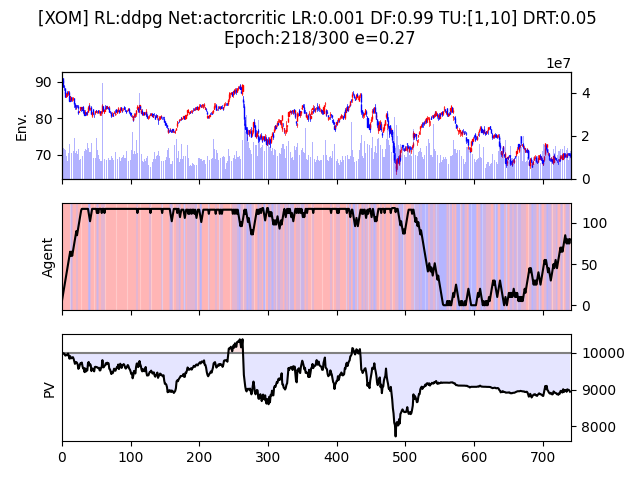 [XOM] RL:ddpg Net:actorcritic LR:0.001 DF:0.99 TU:[1,10] DRT:0.05
Epoch:218/300 e=0.27
1e7
90
80
70
Env.
4
2
0
Agent
100
50
0
PV
10000
9000
8000
0 100 200 300 400 500 600 700